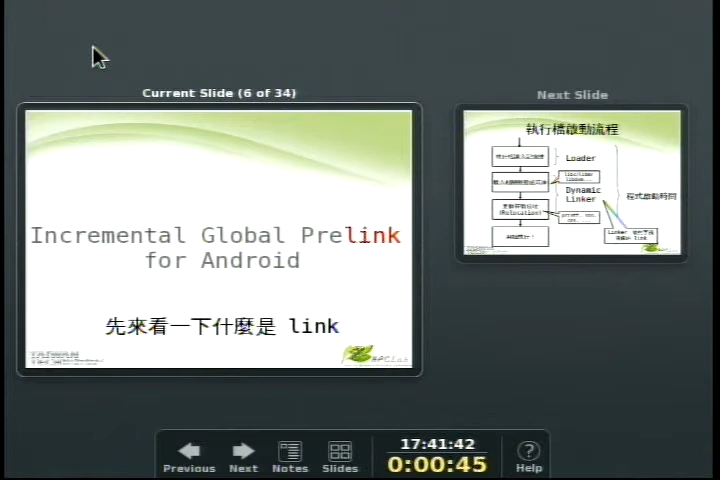 Current Slide (6 of 34)
Incremental Global Prelink
for Android
先來看一下什麼是 link
Next Slide
執行檔啟動流程
Loader
Dynamic
Linker
(Relocation)
程式啟動時間
Previous
Next
Notes
Slides
17:41:42
0:00:45
Help